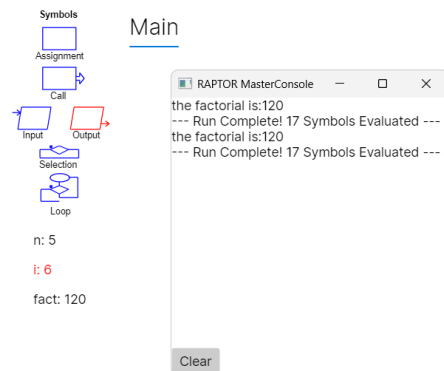 Symbols
Assignment
Call
Input
Output
Selection
Loop
n: 5
i: 6
fact: 120
Main
RAPTOR MasterConsole
the factorial is:120
--- Run Complete! 17 Symbols Evaluated ---
the factorial is:120
--- Run Complete! 17 Symbols Evaluated ---
Clear